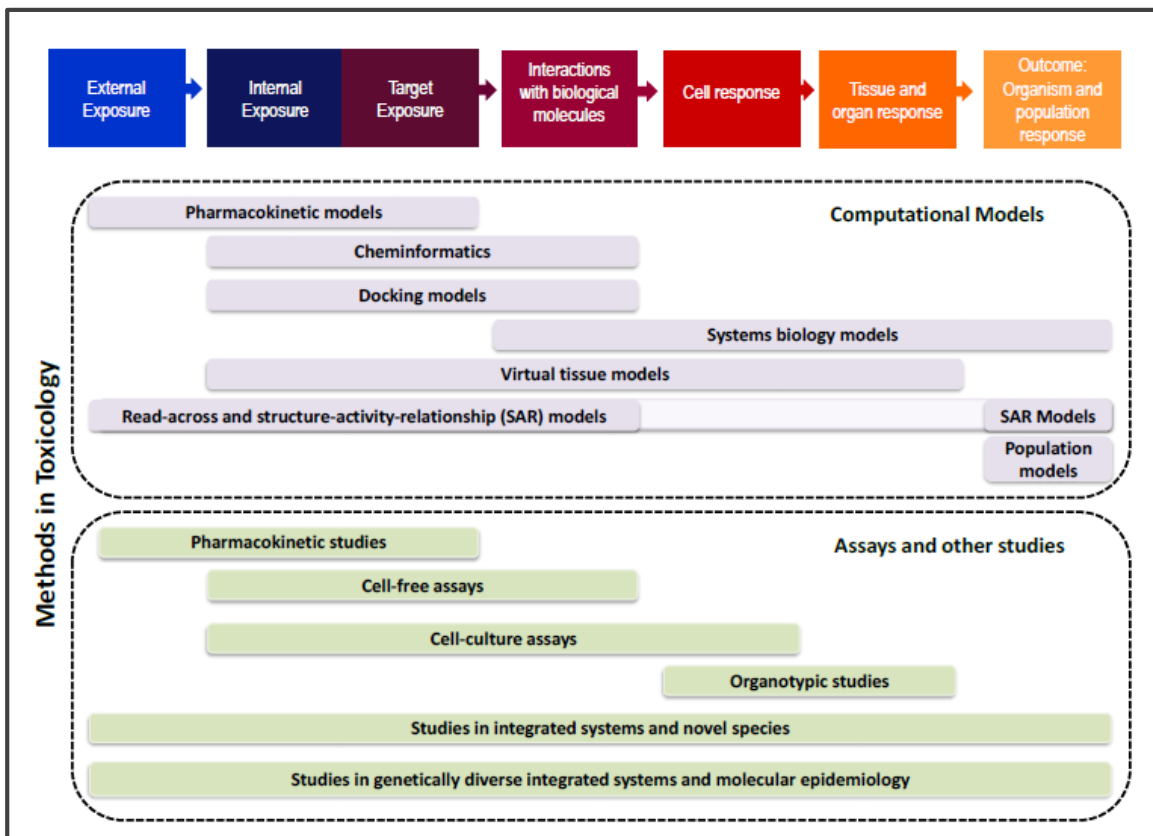 External
Exposure
Internal
Exposure
Target
Exposure
Interactions
with biological
molecules
Cell response
Tissue and
organ response
Outcome:
Organism and
population
response
Methods in Toxicology
Computational Models
Pharmacokinetic models
Cheminformatics
Docking models
Systems biology models
Virtual tissue models
Read-across and structure-activity-relationship (SAR) models
SAR Models
Population
models
Assays and other studies
Pharmacokinetic studies
Cell-free assays
Cell-culture assays
Organotypic studies
Studies in integrated systems and novel species
Studies in genetically diverse integrated systems and molecular epidemiology